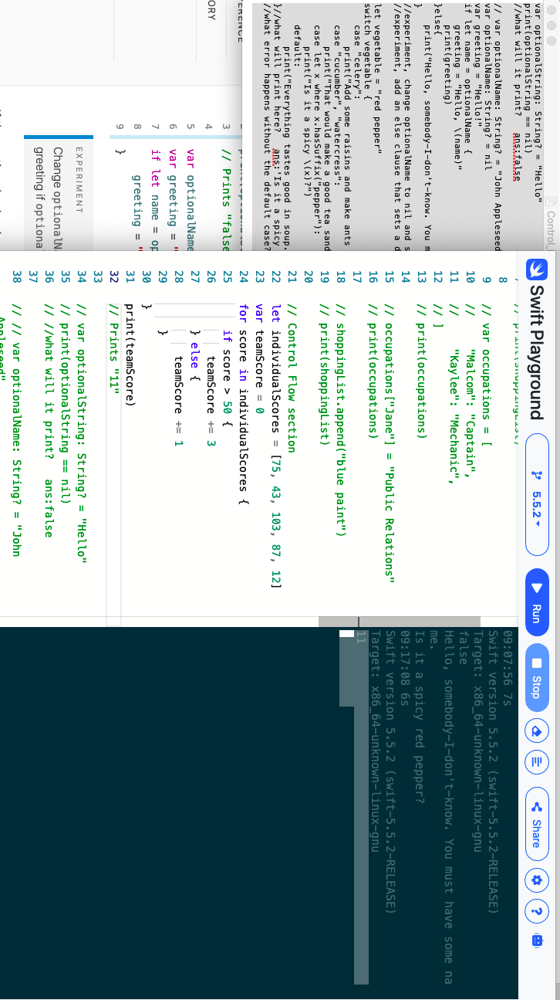 var optionalString: String? = "Hello"
print(optionalString == nil)
//what will it print?   ans:false
// var optionalName: String? = "John Appleseed
var optionalName: String? = nil
var greeting = "Hello!"
if let name = optionalName {
greeting = "Hello, \(name)"
print(greeting)
}else{
print("Hello, somebody-I-don't-know. You m
}
//experiment, change optionalName to nil and s
//experiment, add an else clause that sets a d
let vegetable = "red pepper"
switch vegetable {
case "celery":
print("Add some raisins and make ants
case "cucumber", "watercress":
print("That would make a good tea sand
case let x where x.hasSuffix("pepper"):
print("Is it a spicy \(x)?")
default:
print("Everything tastes good in soup.
}//what will print here?   ans:'Is it a spicy
//what error happens without the default case?
Control_
ERENCE
ORY
3 // Prints "false
4
5 var optionalName
6 var greeting = "
7 if let name = op
8 greeting = "
9 }
EXPERIMENT
Change optionalN
greeting if optiona
Swift Playground
5.5.2
Run
Stop
Share
?
8
9 // var occupations = [
10 //     "Malcom": "Captain",
11 //     "Kaylee": "Mechanic",
12 // ]
13 // print(occupations)
14
15 // occupations["Jane"] = "Public Relations"
16 // print(occupations)
17
18 // shoppingList.append("blue paint")
19 // print(shoppingList)
20
21 // Control Flow section
22 let individualScores = [75, 43, 103, 87, 12]
23 var teamScore = 0
24 for score in individualScores {
25 if score > 50 {
26 teamScore += 3
27 } else {
28 teamScore += 1
29 }
30 }
31 print(teamScore)
32 // Prints "11"
33
34 // var optionalString: String? = "Hello"
35 // print(optionalString == nil)
36 // //what will it print?   ans:false
37
38 // // var optionalName: String? = "John
Appleseed"
09:07:56 7s
Swift version 5.5.2 (swift-5.5.2-RELEASE)
Target: x86_64-unknown-linux-gnu
false
Hello, somebody-I-don't-know. You must have some na
me.
Is it a spicy red pepper?
09:17:08 6s
Swift version 5.5.2 (swift-5.5.2-RELEASE)
Target: x86_64-unknown-linux-gnu
11